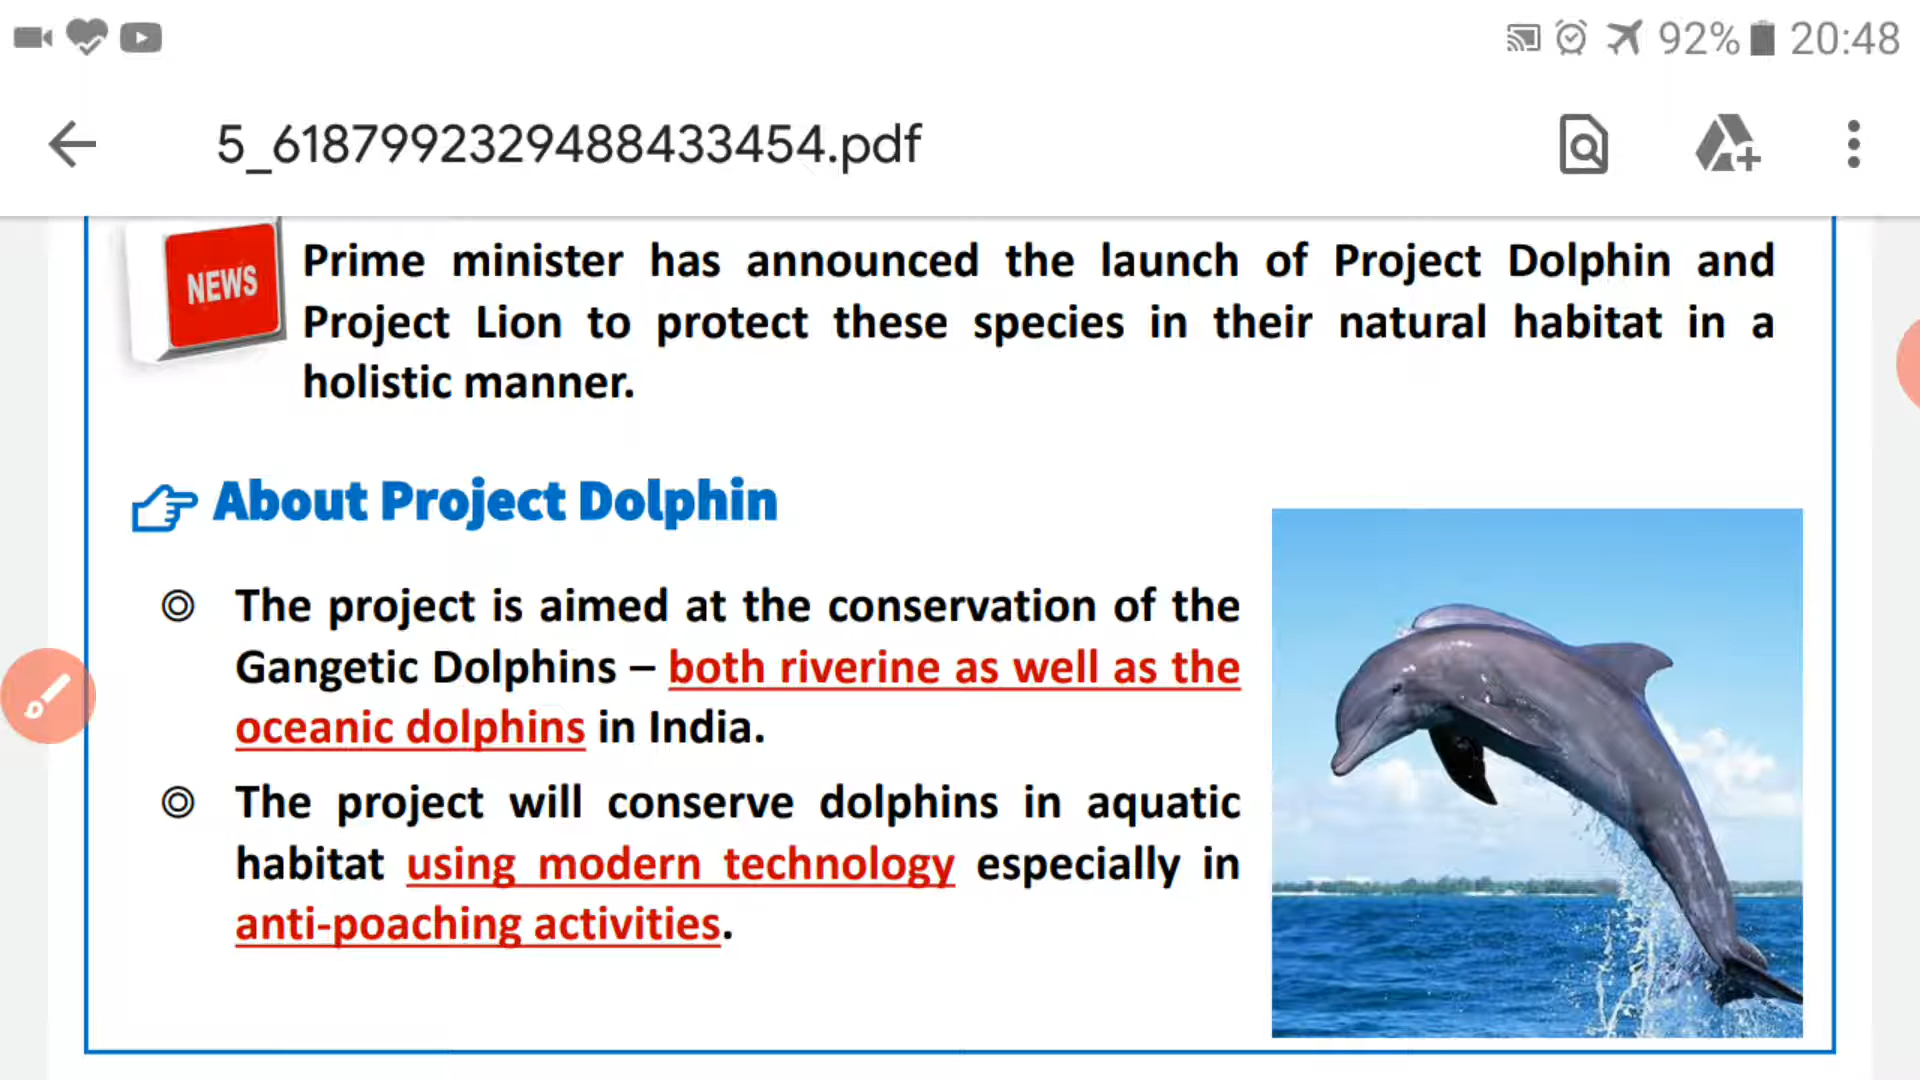 92% 20:48
5_6187992329488433454.pdf
NEWS
Prime minister has announced the launch of Project Dolphin and
Project Lion to protect these species in their natural habitat in a
holistic manner.
About Project Dolphin
The project is aimed at the conservation of the
Gangetic Dolphins – both riverine as well as the
oceanic dolphins in India.
The project will conserve dolphins in aquatic
habitat using modern technology especially in
anti-poaching activities.